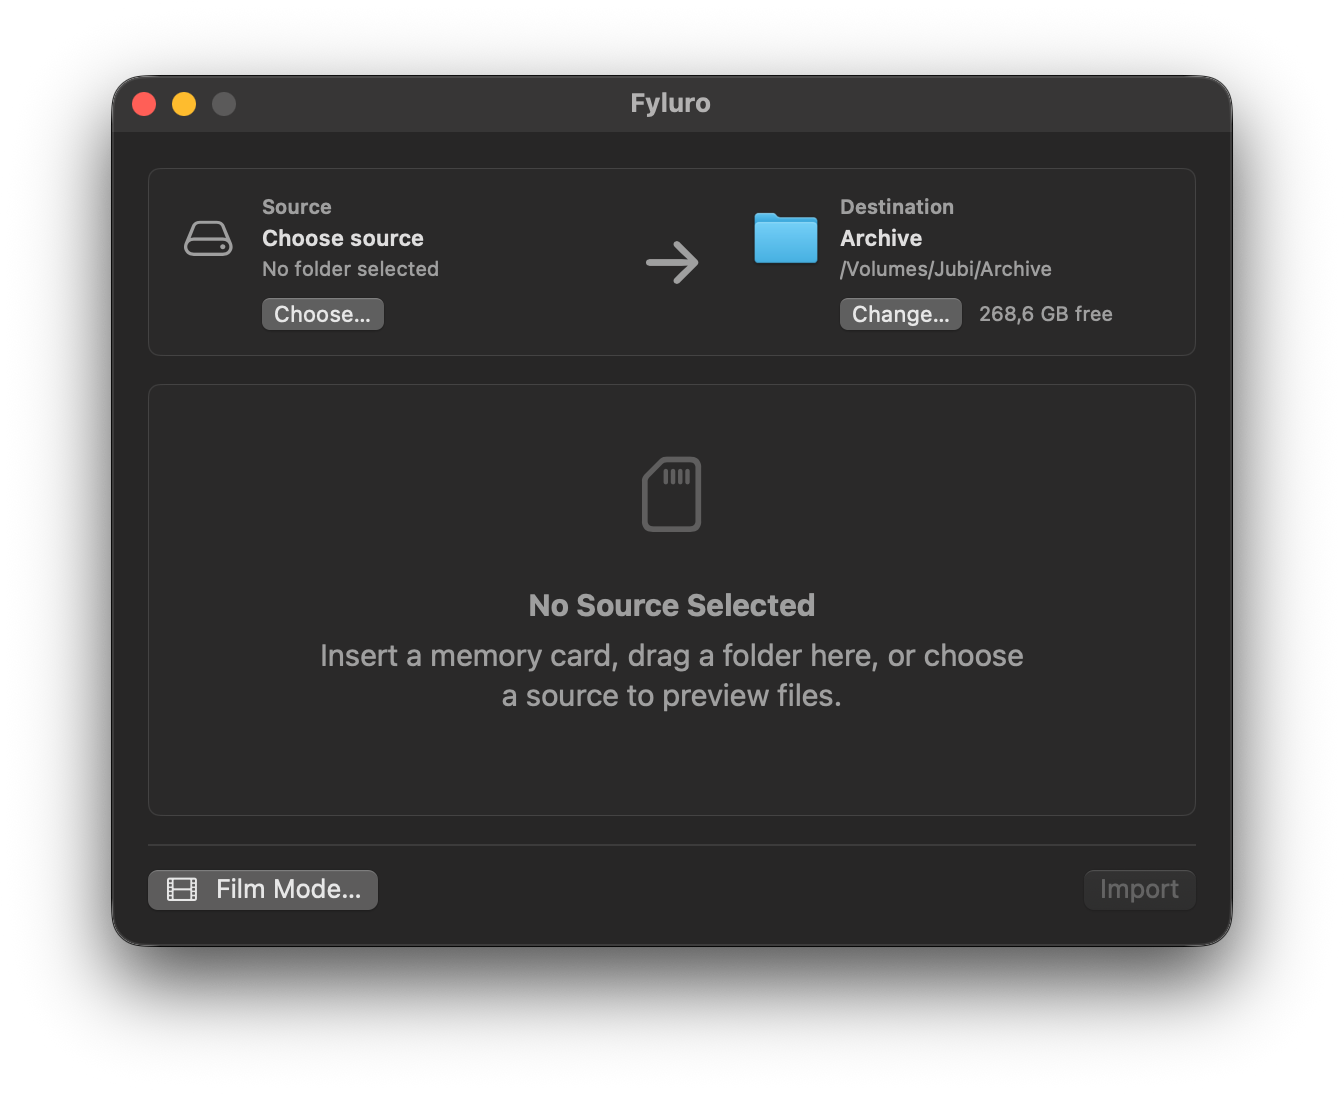 Fyluro
Source
Choose source
No folder selected
Choose...
Destination
Archive
/Volumes/Jubi/Archive
Change...
268,6 GB free
No Source Selected
Insert a memory card, drag a folder here, or choose
a source to preview files.
Film Mode...
Import